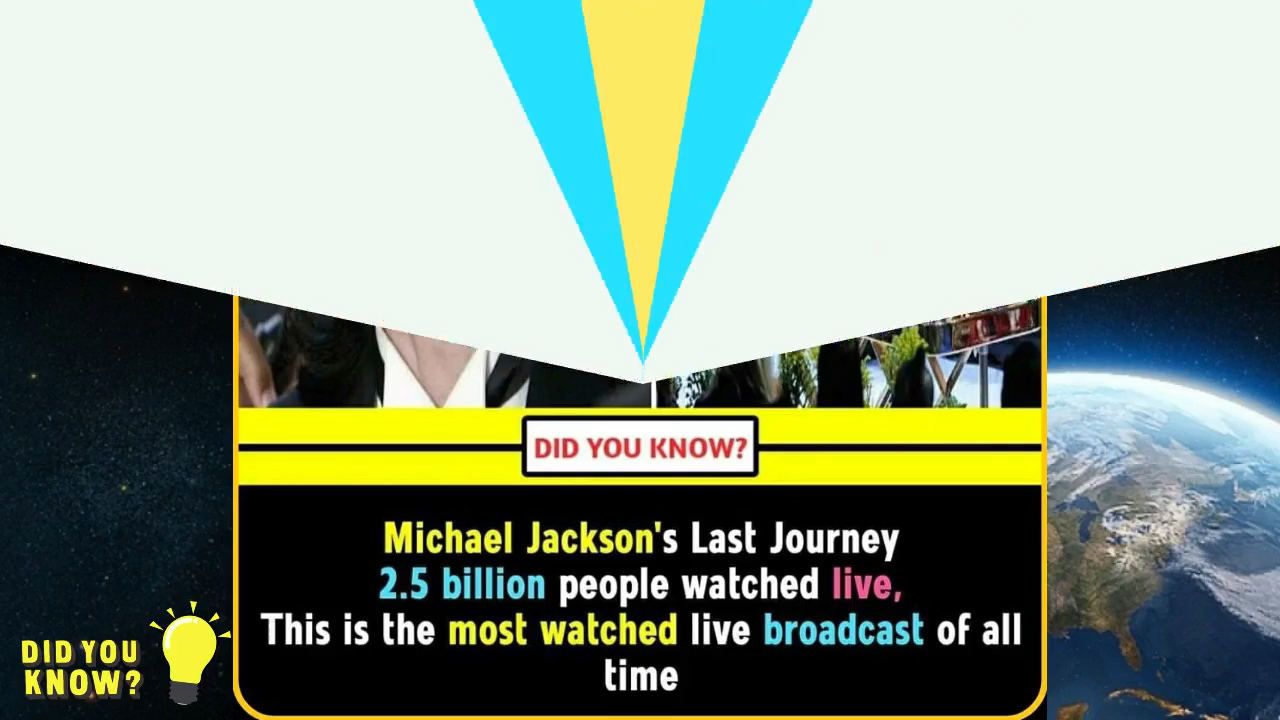 DID YOU KNOW?
Michael Jackson's Last Journey
2.5 billion people watched live,
This is the most watched live broadcast of all
time
DID YOU
KNOW?